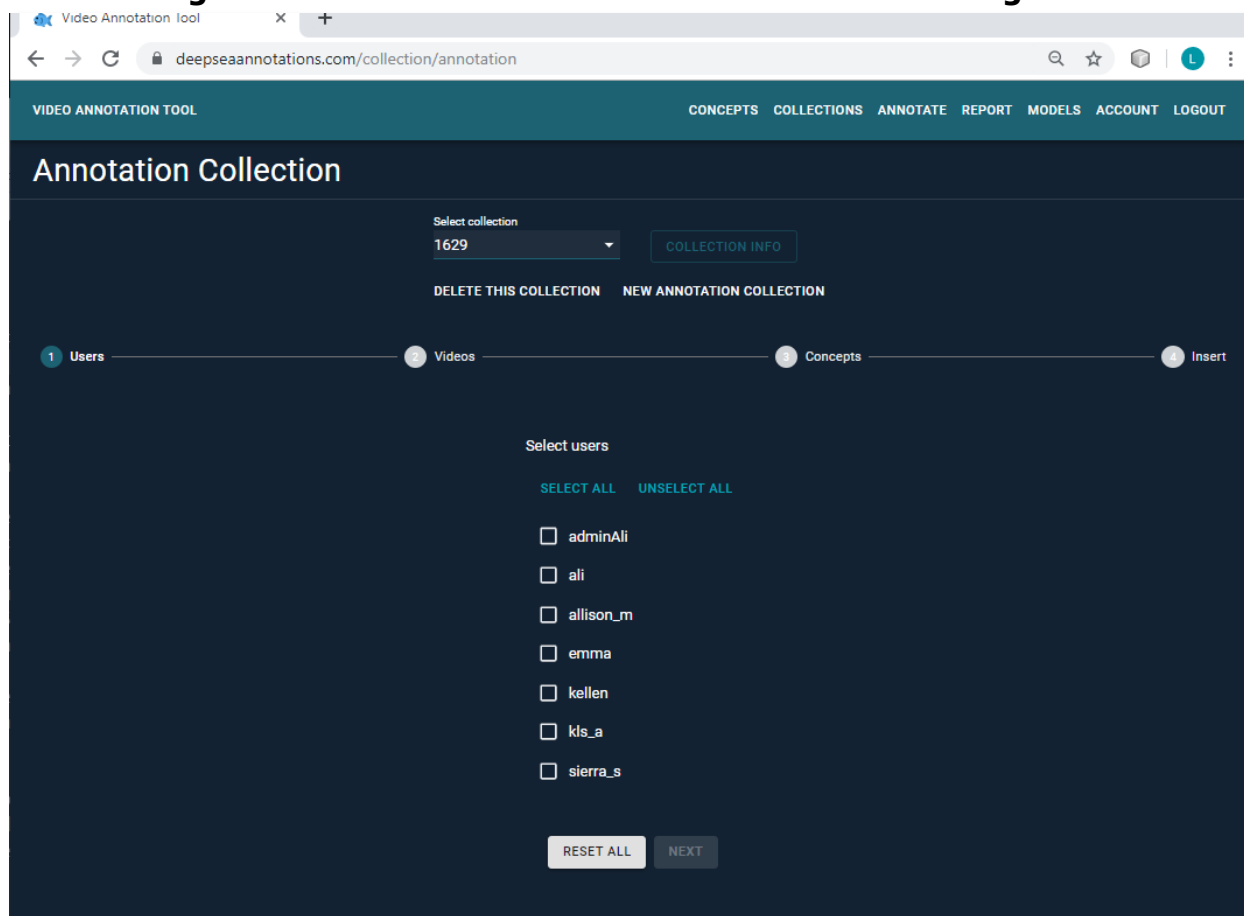 Video Annotation Tool
deepseaannotations.com/collection/annotation
L
VIDEO ANNOTATION TOOL CONCEPTS COLLECTIONS ANNOTATE REPORT MODELS ACCOUNT LOGOUT
Annotation Collection
Select collection
1629 COLLECTION INFO
DELETE THIS COLLECTION NEW ANNOTATION COLLECTION
1 Users 2 Videos 3 Concepts 4 Insert
Select users
SELECT ALL UNSELECT ALL
adminAli
ali
allison_m
emma
kellen
kls_a
sierra_s
RESET ALL NEXT